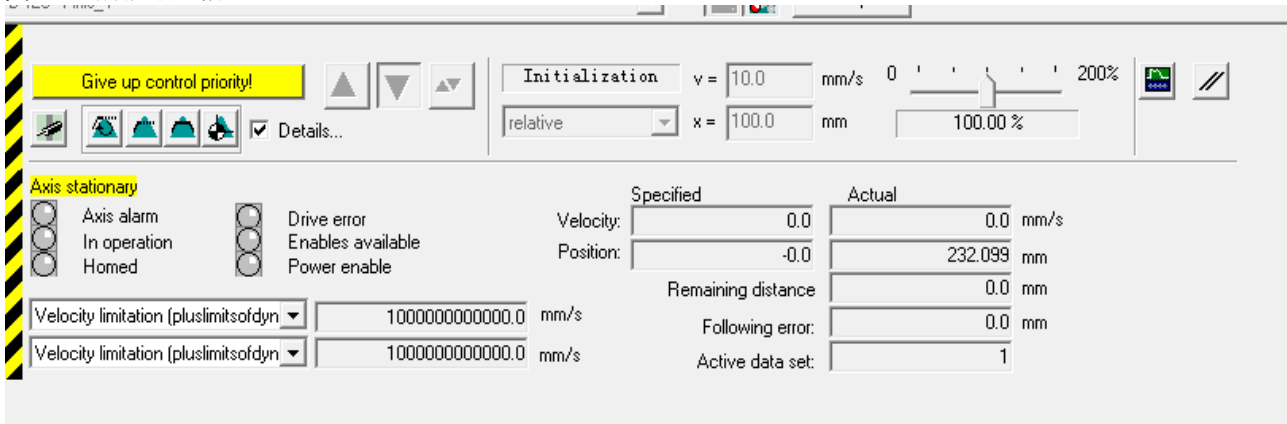 Give up control priority!
Initialization v = 10.0 mm/s 0 200%
Details... relative x = 100.0 mm 100.00 %
Axis stationary
Specified Actual
Axis alarm Drive error Velocity: 0.0 0.0 mm/s
In operation Enables available Position: -0.0 232.099 mm
Homed Power enable
Remaining distance 0.0 mm
Velocity limitation (pluslimitsofdyn 1000000000000.0 mm/s
Following error: 0.0 mm
Velocity limitation (pluslimitsofdyn 1000000000000.0 mm/s
Active data set: 1